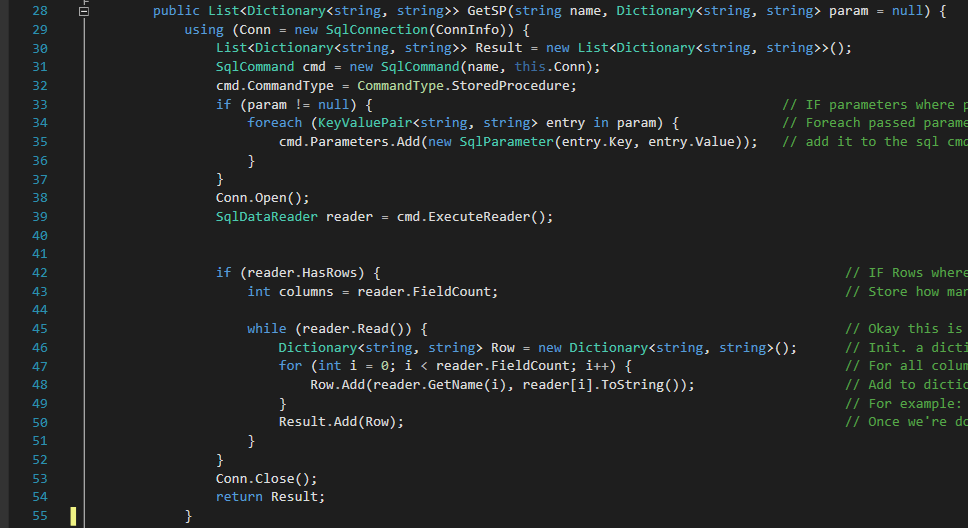 28 public List<Dictionary<string, string>> GetSP(string name, Dictionary<string, string> param = null) {
29 using (Conn = new SqlConnection(ConnInfo)) {
30 List<Dictionary<string, string>> Result = new List<Dictionary<string, string>>();
31 SqlCommand cmd = new SqlCommand(name, this.Conn);
32 cmd.CommandType = CommandType.StoredProcedure;
33 if (param != null) { // IF parameters where p
34 foreach (KeyValuePair<string, string> entry in param) { // Foreach passed parame
35 cmd.Parameters.Add(new SqlParameter(entry.Key, entry.Value)); // add it to the sql cmd
36 }
37 }
38 Conn.Open();
39 SqlDataReader reader = cmd.ExecuteReader();
40
41
42 if (reader.HasRows) { // IF Rows where
43 int columns = reader.FieldCount; // Store how man
44
45 while (reader.Read()) { // Okay this is
46 Dictionary<string, string> Row = new Dictionary<string, string>(); // Init. a dicti
47 for (int i = 0; i < reader.FieldCount; i++) { // For all colum
48 Row.Add(reader.GetName(i), reader[i].ToString()); // Add to dictio
49 } // For example:
50 Result.Add(Row); // Once we're do
51 }
52 }
53 Conn.Close();
54 return Result;
55 }